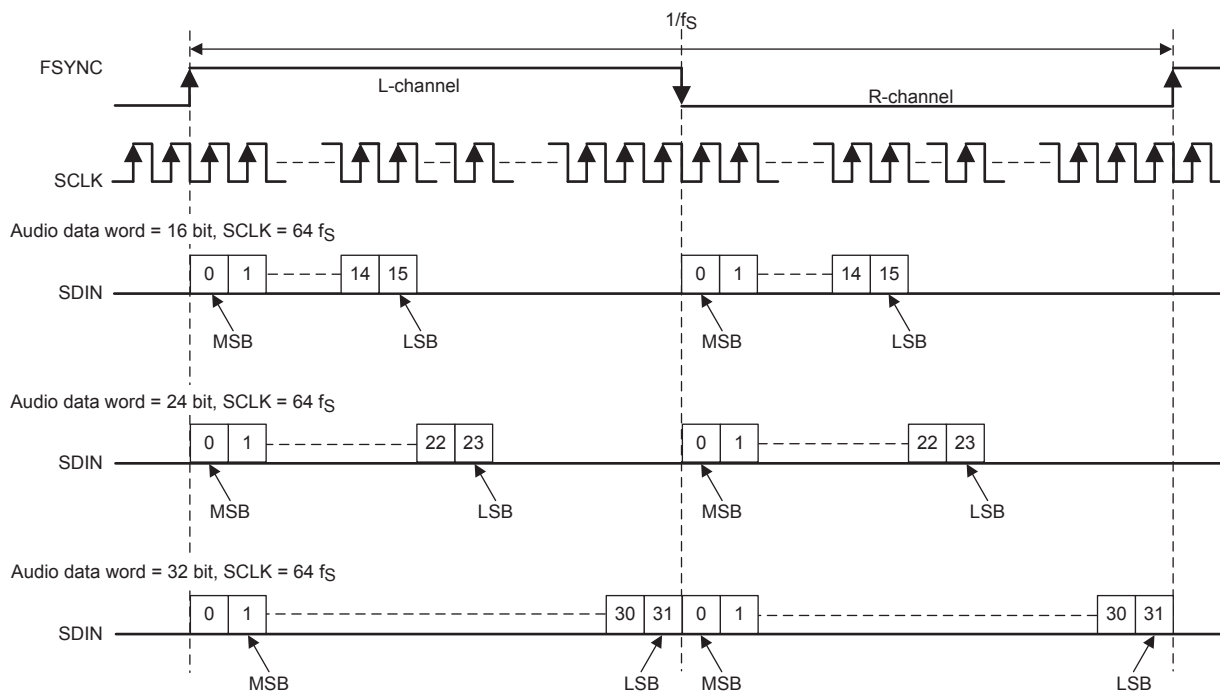 1/fS
FSYNC
L-channel
R-channel
SCLK
Audio data word = 16 bit, SCLK = 64 fS
SDIN
0 1 14 15 0 1 14 15
MSB LSB MSB LSB
Audio data word = 24 bit, SCLK = 64 fS
SDIN
0 1 22 23 0 1 22 23
MSB LSB MSB LSB
Audio data word = 32 bit, SCLK = 64 fS
SDIN
0 1 30 31 0 1 30 31
MSB LSB MSB LSB